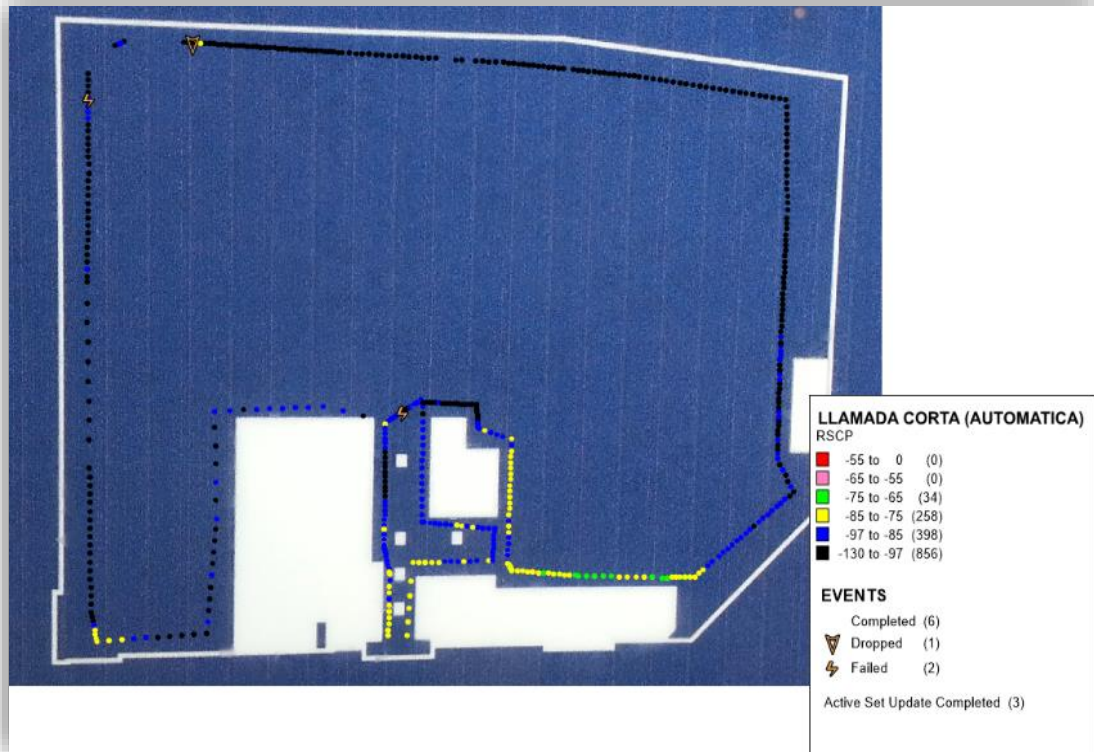 LLAMADA CORTA (AUTOMATICA)
RSCP
-55 to 0 (0)
-65 to -55 (0)
-75 to -65 (34)
-85 to -75 (258)
-97 to -85 (398)
-130 to -97 (856)
EVENTS
Completed (6)
Dropped (1)
Failed (2)
Active Set Update Completed (3)